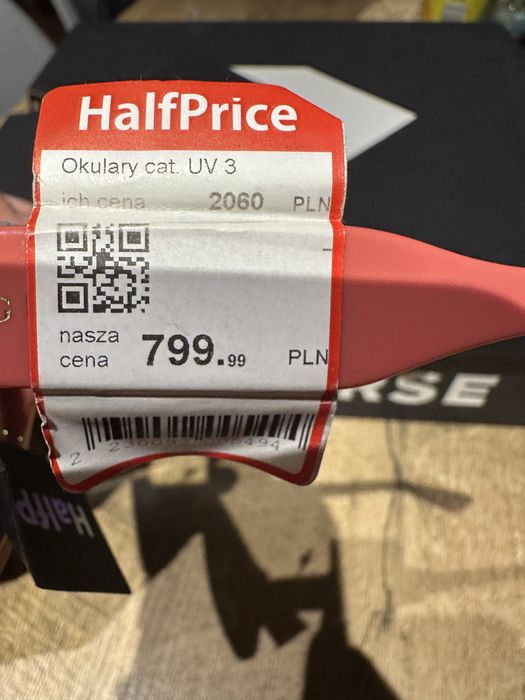 HalfPrice
Okulary cat. UV 3
ich cena 2060 PLN
nasza
cena 799.99 PLN
RSE
G
HalfP